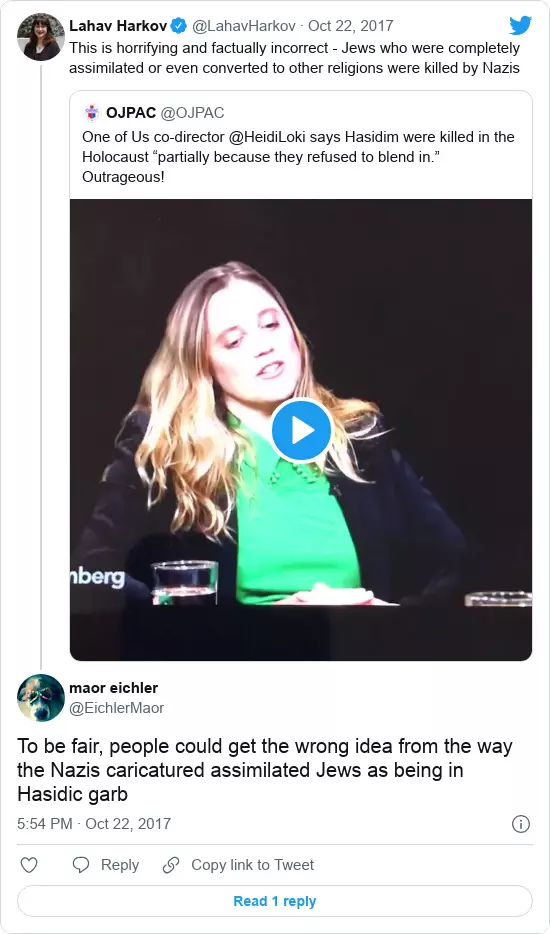 Lahav Harkov @LahavHarkov · Oct 22, 2017
This is horrifying and factually incorrect - Jews who were completely
assimilated or even converted to other religions were killed by Nazis
OJPAC @OJPAC
One of Us co-director @HeidiLoki says Hasidim were killed in the
Holocaust “partially because they refused to blend in.”
Outrageous!
nberg
maor eichler
@EichlerMaor
To be fair, people could get the wrong idea from the way
the Nazis caricatured assimilated Jews as being in
Hasidic garb
5:54 PM · Oct 22, 2017
Reply Copy link to Tweet
Read 1 reply